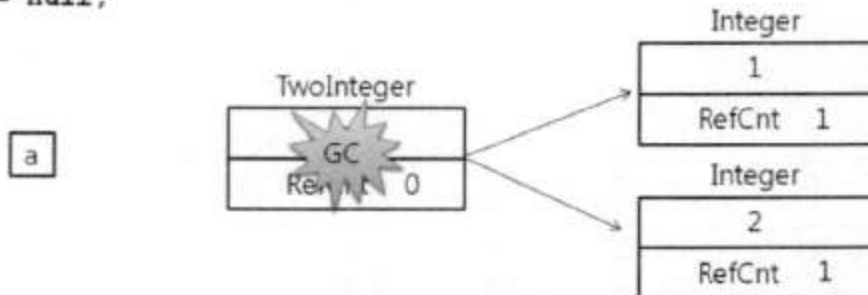 null;
Integer
1
RefCnt 1
TwoInteger
GC
0
a
Integer
2
RefCnt 1